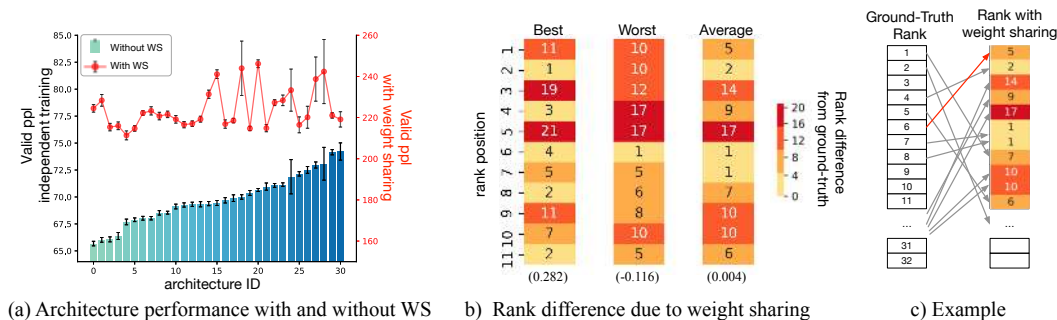 85.0
82.5
80.0
77.5
75.0
72.5
70.0
67.5
65.0
Valid ppl
independent training
Without WS
With WS
260
240
220
200
180
160
Valid ppl
with weight sharing
0 5 10 15 20 25 30
architecture ID
(a) Architecture performance with and without WS
Best Worst Average
rank position
1 11 10 5
2 1 10 2
3 19 12 14
4 3 17 9
5 21 17 17
6 4 1 1
7 5 5 1
8 2 6 7
9 11 8 10
10 7 10 10
11 2 5 6
(0.282) (-0.116) (0.004)
20
16
12
8
4
0
Rank difference
from ground-truth
b) Rank difference due to weight sharing
Ground-Truth
Rank
Rank with
weight sharing
1 5
2 2
3 14
4 9
5 17
6 1
7 1
8 7
9 10
10 10
11 6
... ...
31
32
c) Example